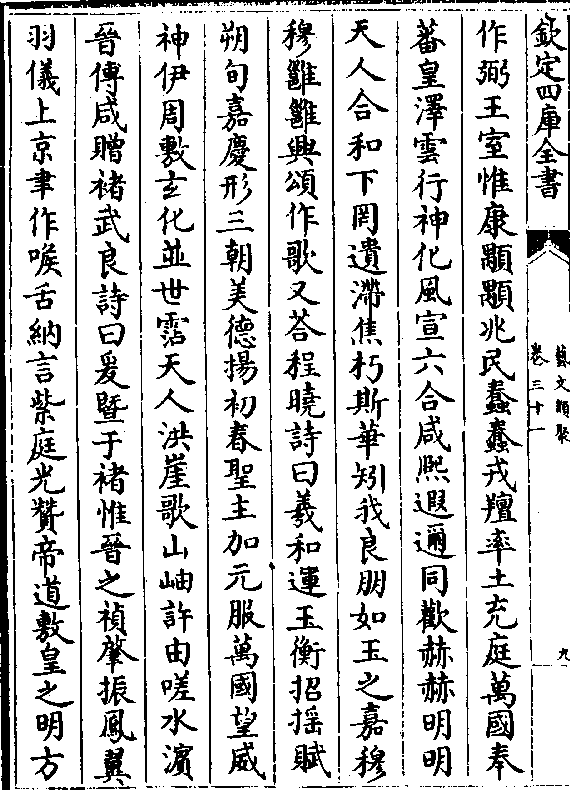 欽定四庫全書
藝文類聚
卷三十一
九
作弼王室惟康顒顒兆民蠢蠢戎羶率土充庭萬國奉
蕃皇澤雲行神化風宣六合咸熙遐邇同歡赫赫明明
天人合和下罔遺滯焦朽斯華矧我良朋如玉之嘉穆
穆雝雝興頌作歌又荅程曉詩曰羲和運玉衡招搖賦
朔旬嘉慶形三朝美德揚初春聖主加元服萬國望威
神伊周敷玄化並世霑天人洪崖歌山岫許由嗟水濱
晉傅咸贈褚武良詩曰爰曁于褚惟晉之禎肇振鳳翼
羽儀上京聿作喉舌納言紫庭光贊帝道敷皇之明方